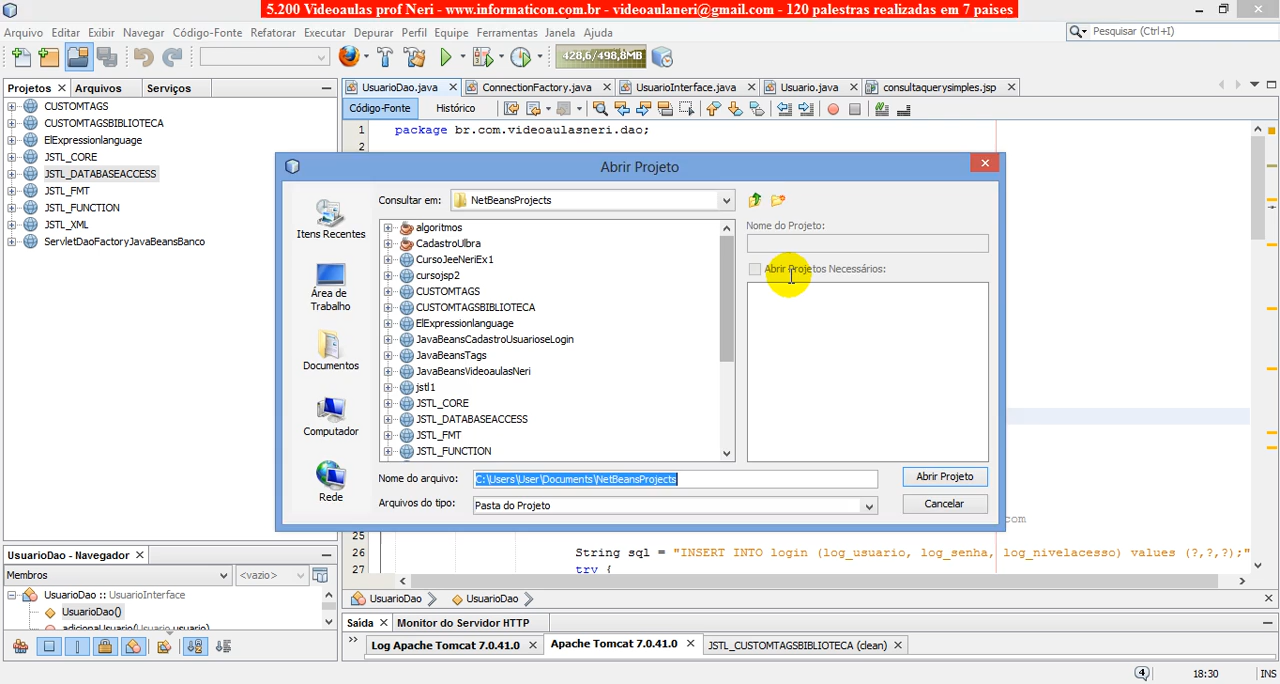 5.200 Videoaulas prof Neri - www.informaticon.com.br - videoaulaneri@gmail.com - 120 palestras realizadas em 7 paises
Arquivo Editar Exibir Navegar Código-Fonte Refatorar Executar Depurar Perfil Equipe Ferramentas Janela Ajuda
Pesquisar (Ctrl+I)
428,6/498,8MB
Projetos Arquivos Serviços
UsuarioDao.java ConnectionFactory.java UsuarioInterface.java Usuario.java consultaquerysimples.jsp
Código-Fonte Histórico
CUSTOMTAGS
CUSTOMTAGSBIBLIOTECA
ElExpressionlanguage
JSTL_CORE
JSTL_DATABASEACCESS
JSTL_FMT
JSTL_FUNCTION
JSTL_XML
ServletDaoFactoryJavaBeansBanco
1 package br.com.videoaulasneri.dao;
2
Abrir Projeto
Consultar em: NetBeansProjects
Itens Recentes
Área de Trabalho
Documentos
Computador
Rede
algoritmos
CadastroUlbra
CursoJeeNeriEx1
cursojsp2
CUSTOMTAGS
CUSTOMTAGSBIBLIOTECA
ElExpressionlanguage
JavaBeansCadastroUsuarioseLogin
JavaBeansTags
JavaBeansVideoaulasNeri
jstl1
JSTL_CORE
JSTL_DATABASEACCESS
JSTL_FMT
JSTL_FUNCTION
Nome do Projeto:
Abrir Projetos Necessários:
Nome do arquivo: C:\Users\User\Documents\NetBeansProjects
Arquivos do tipo: Pasta do Projeto
Abrir Projeto
Cancelar
com
25
26 String sql = "INSERT INTO login (log_usuario, log_senha, log_nivelacesso) values (?,?,?);"
27 try {
UsuarioDao - Navegador
Membros <vazio>
UsuarioDao :: UsuarioInterface
UsuarioDao()
adicionaUsuario(Usuario usuario)
UsuarioDao UsuarioDao
Saída Monitor do Servidor HTTP
Log Apache Tomcat 7.0.41.0 Apache Tomcat 7.0.41.0 JSTL_CUSTOMTAGSBIBLIOTECA (clean)
4 18:30 INS